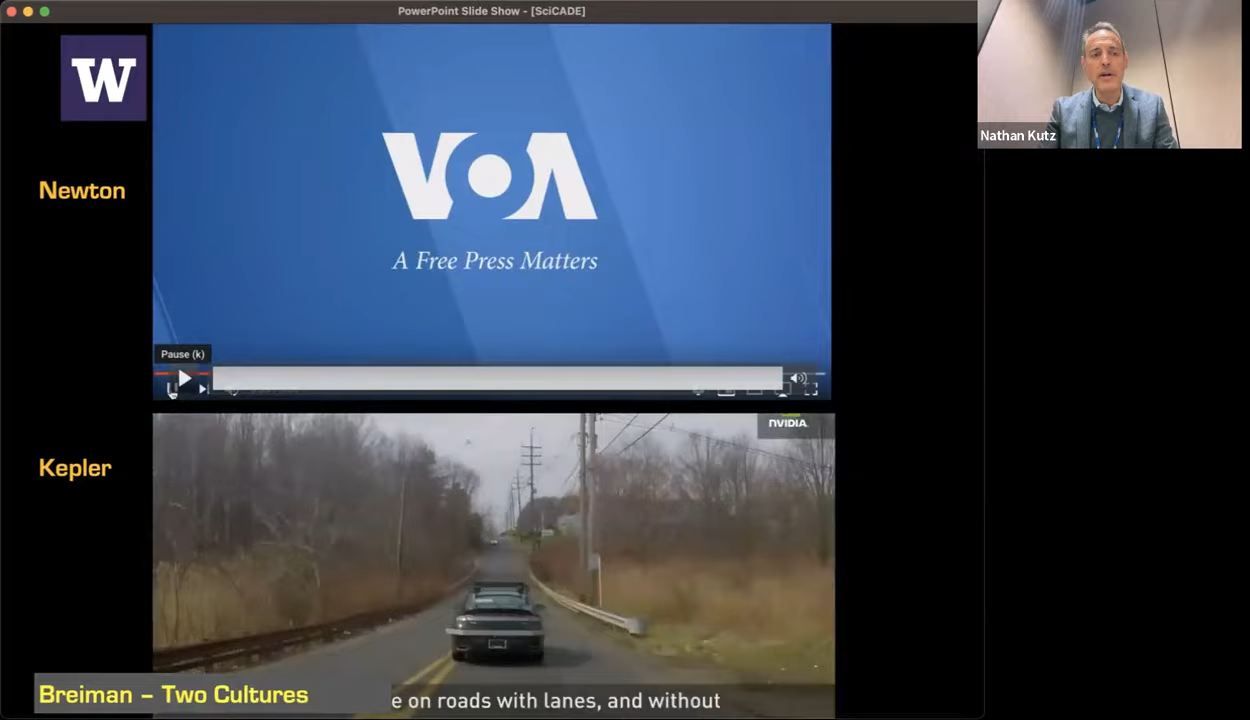 PowerPoint Slide Show - [SciCADE]
W
VOA
A Free Press Matters
Newton
Pause (k)
Kepler
NVIDIA
Breiman – Two Cultures
e on roads with lanes, and without
Nathan Kutz